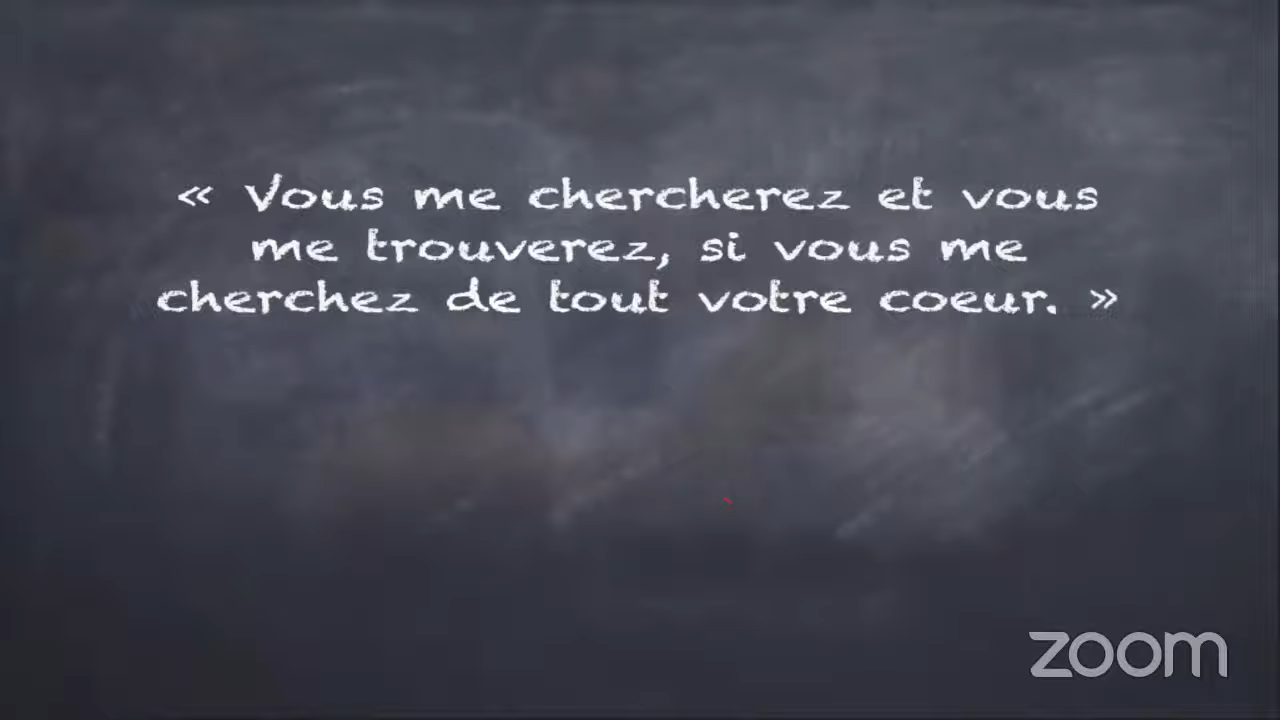 « Vous me chercherez et vous
me trouverez, si vous me
cherchez de tout votre coeur. »
zoom